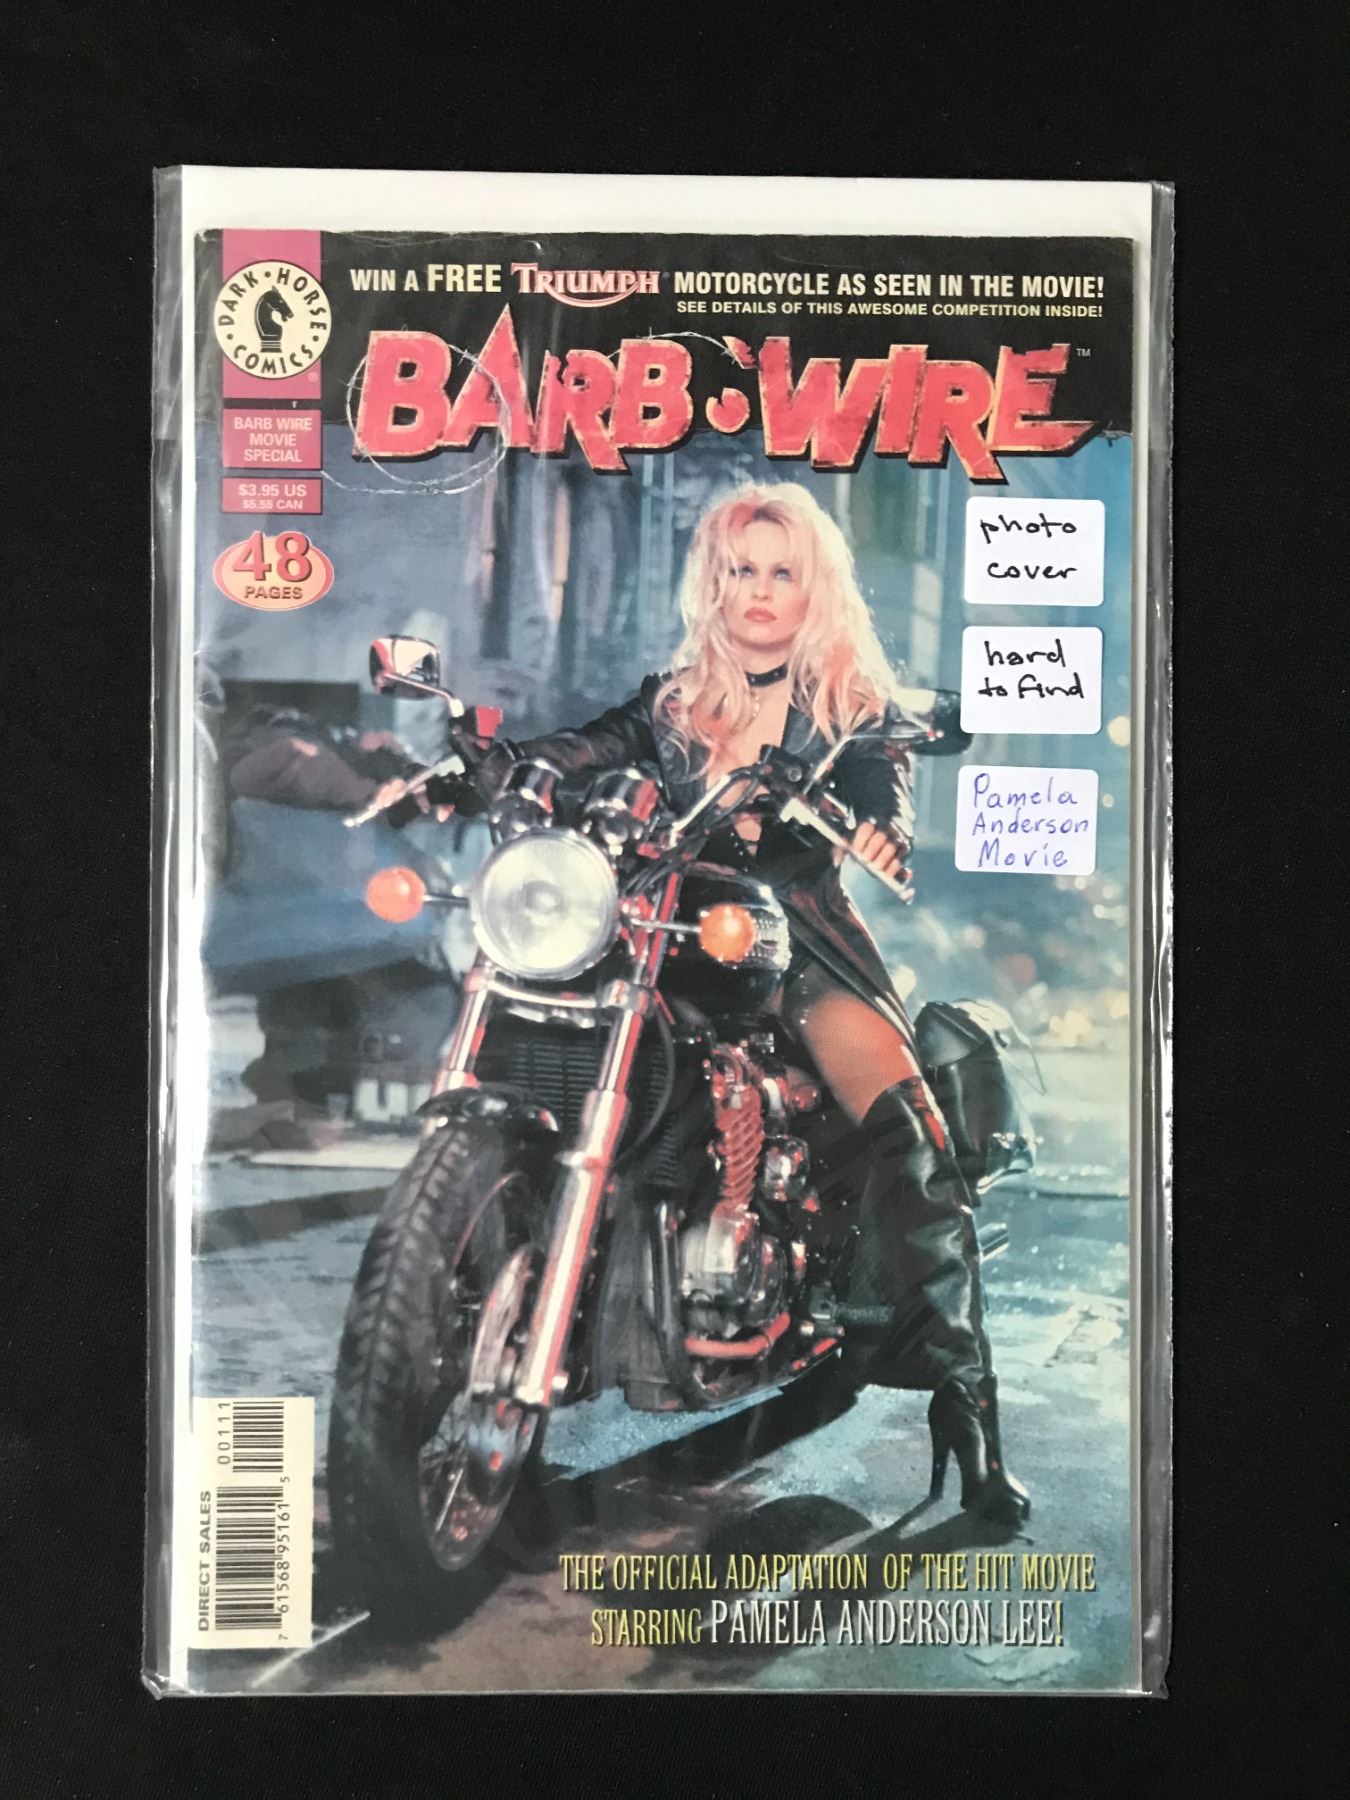 WIN A FREE TRIUMPH MOTORCYCLE AS SEEN IN THE MOVIE!
SEE DETAILS OF THIS AWESOME COMPETITION INSIDE!
DARK • HORSE
• COMICS •
®
BARB WIRE ™
BARB WIRE
MOVIE
SPECIAL
$3.95 US
$5.55 CAN
48
PAGES
photo
cover
hard
to find
Pamela
Anderson
Movie
DIRECT SALES
00111
7 61568 95161 5
THE OFFICIAL ADAPTATION OF THE HIT MOVIE
STARRING PAMELA ANDERSON LEE!